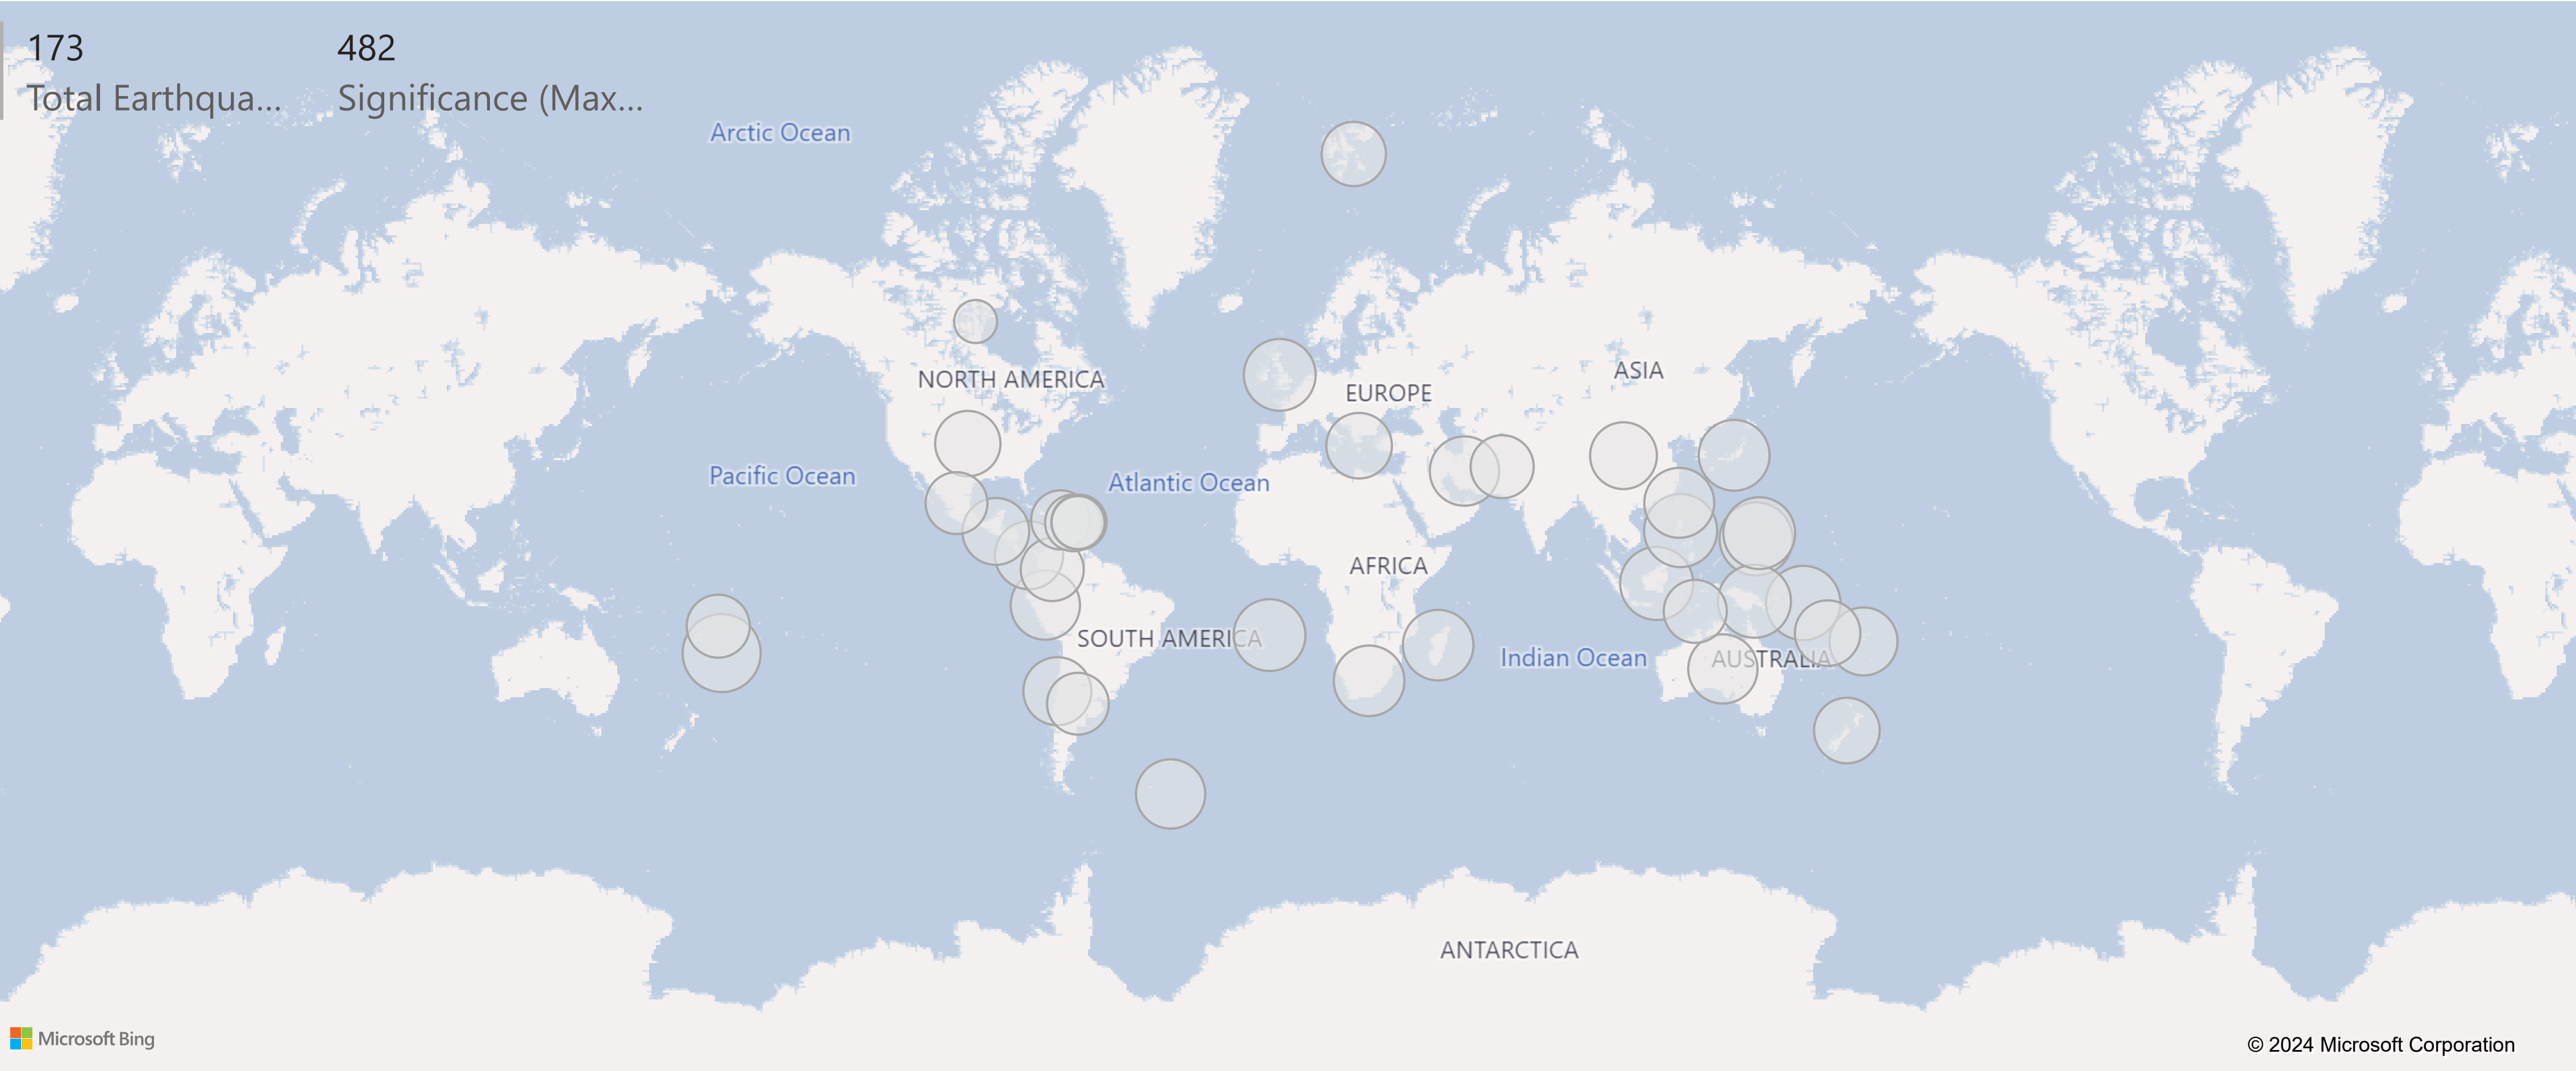 173
482
Total Earthqua...
Significance (Max...
Arctic Ocean
NORTH AMERICA
ASIA
EUROPE
Pacific Ocean
Atlantic Ocean
AFRICA
SOUTH AMERICA
Indian Ocean
AUSTRALIA
ANTARCTICA
Microsoft Bing
© 2024 Microsoft Corporation